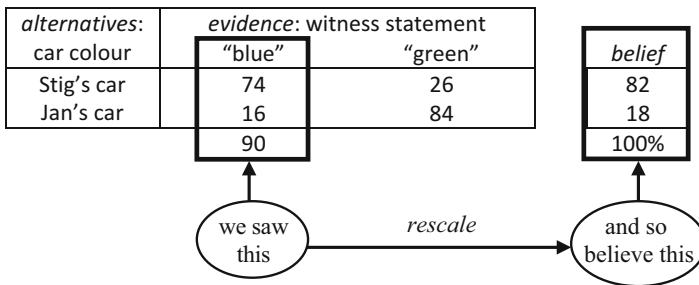 alternatives: evidence: witness statement
car colour “blue” “green” belief
Stig’s car 74 26 82
Jan’s car 16 84 18
90 100%
we saw this
rescale
and so believe this